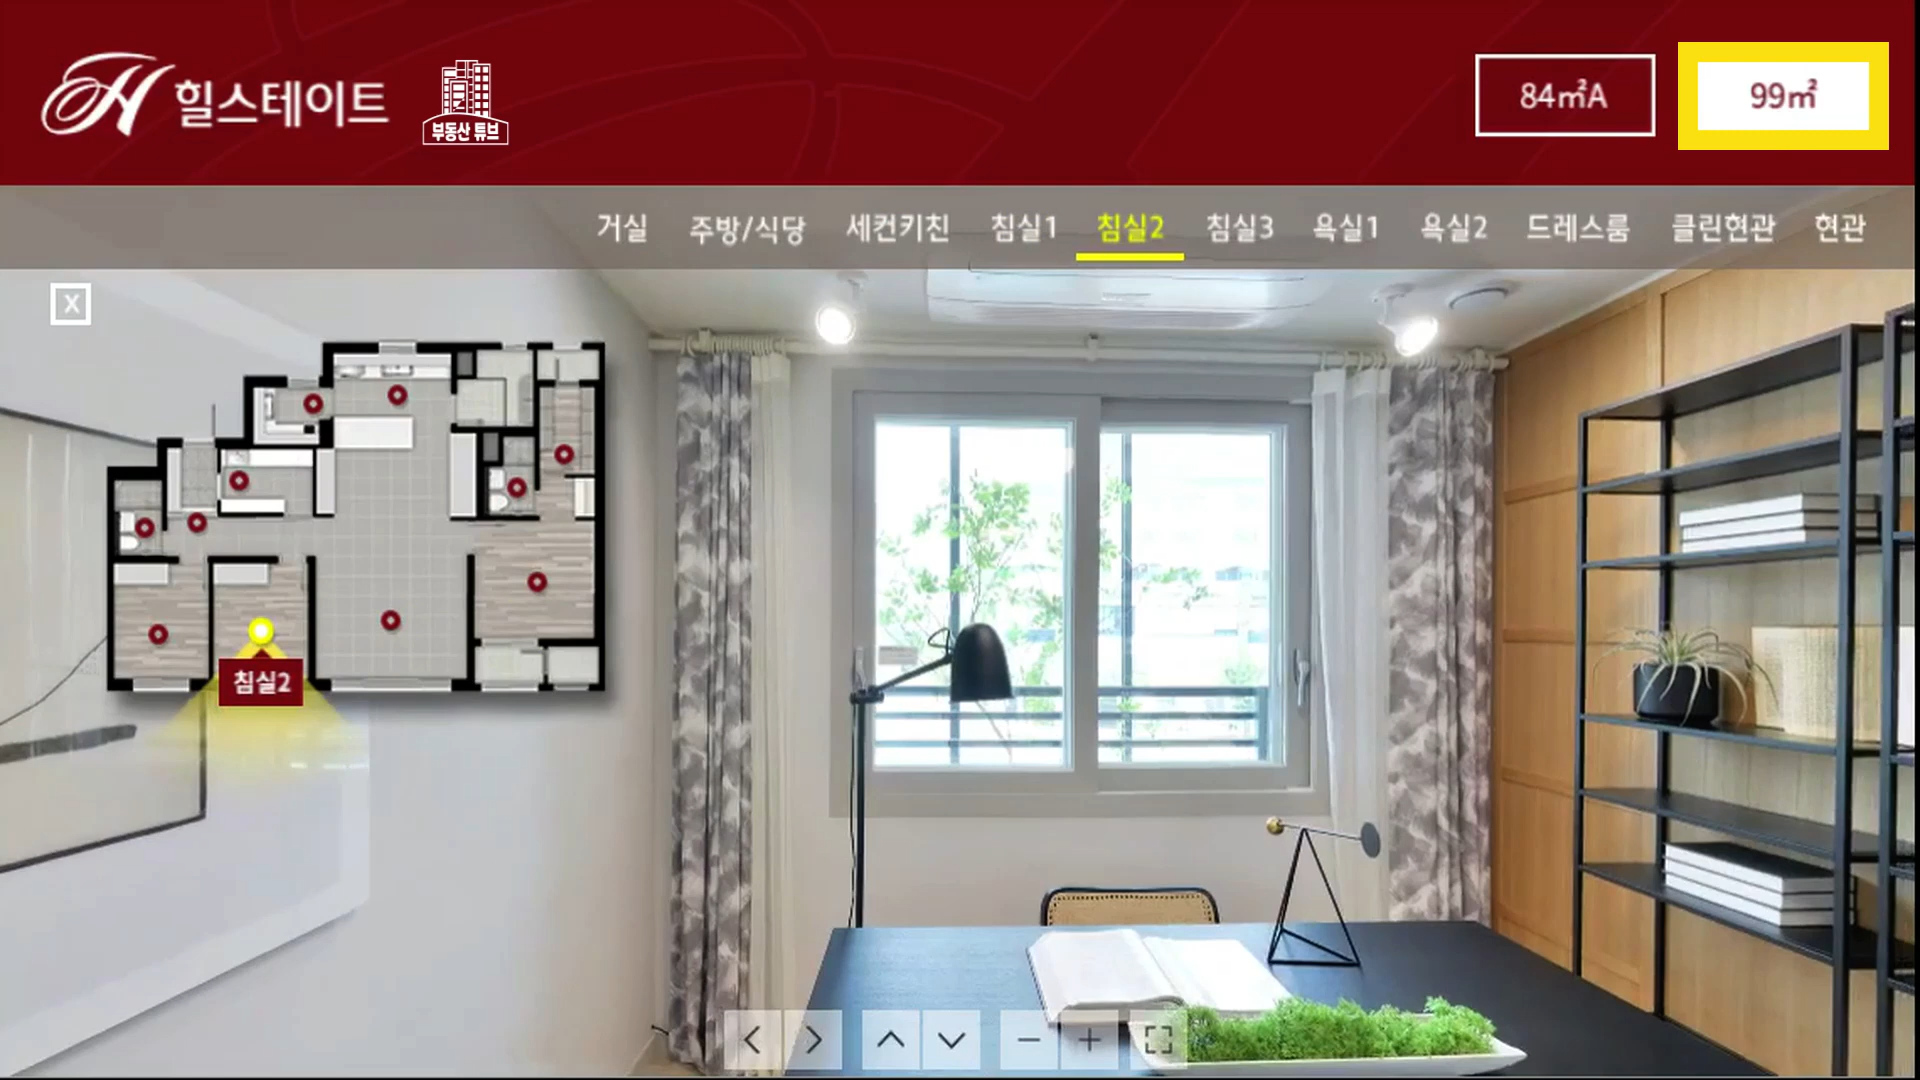 힐스테이트
부동산 튜브
84㎡A
99㎡
거실 주방/식당 세컨키친 침실1 침실2 침실3 욕실1 욕실2 드레스룸 클린현관 현관
X
침실2